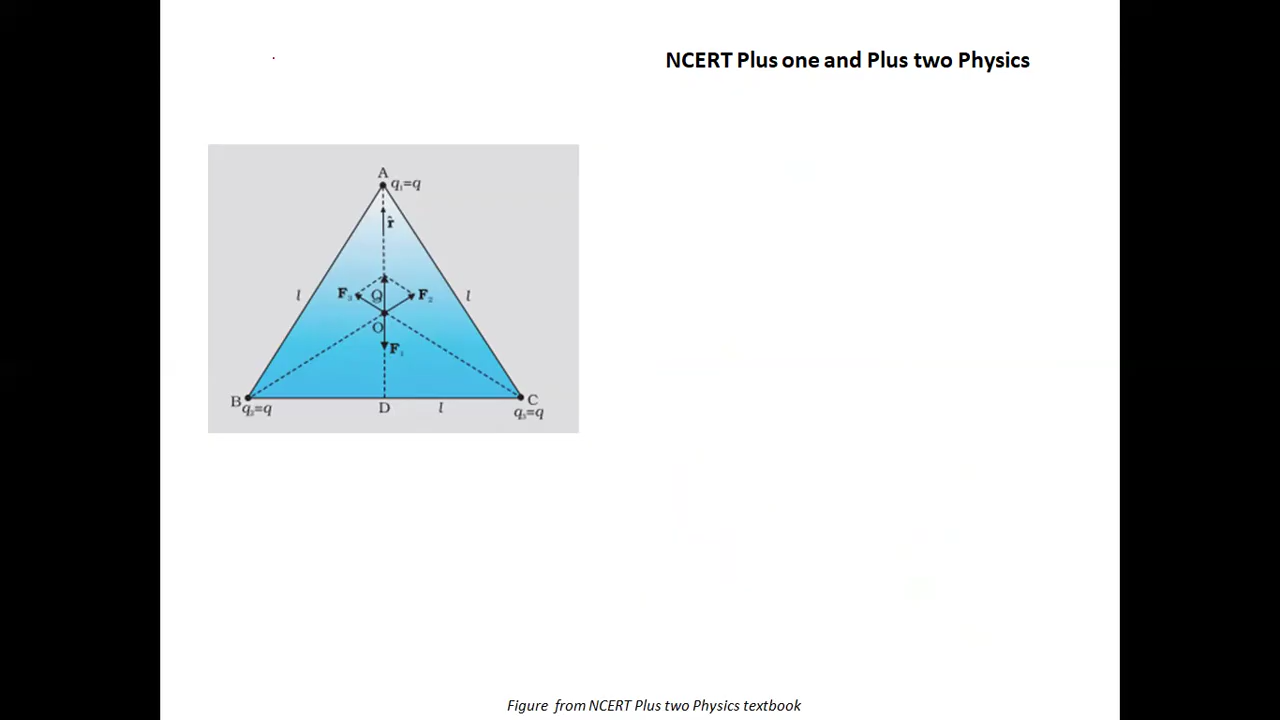 NCERT Plus one and Plus two Physics
A
q₁=q
r̂
l
F₃
Q
F₂
l
O
F₁
B
q₂=q
D
l
C
q₃=q
Figure from NCERT Plus two Physics textbook